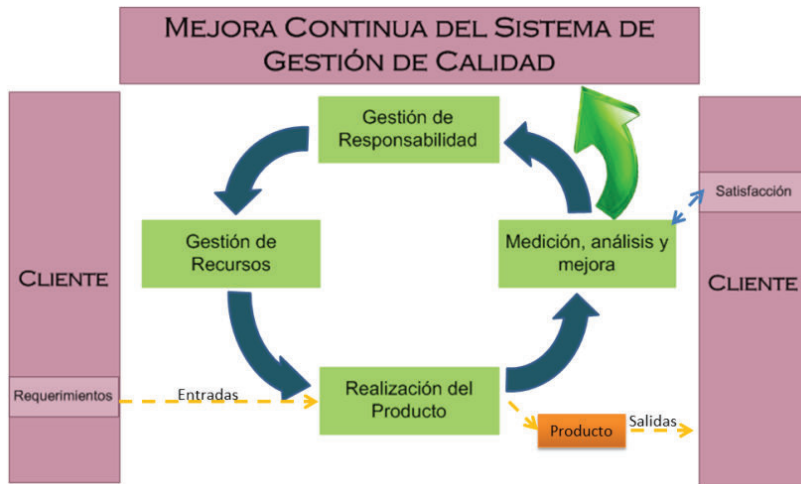 MEJORA CONTINUA DEL SISTEMA DE
GESTIÓN DE CALIDAD
CLIENTE
Requerimientos
Entradas
Gestión de
Responsabilidad
Gestión de
Recursos
Realización del
Producto
Medición, análisis y
mejora
Producto
Salidas
Satisfacción
CLIENTE